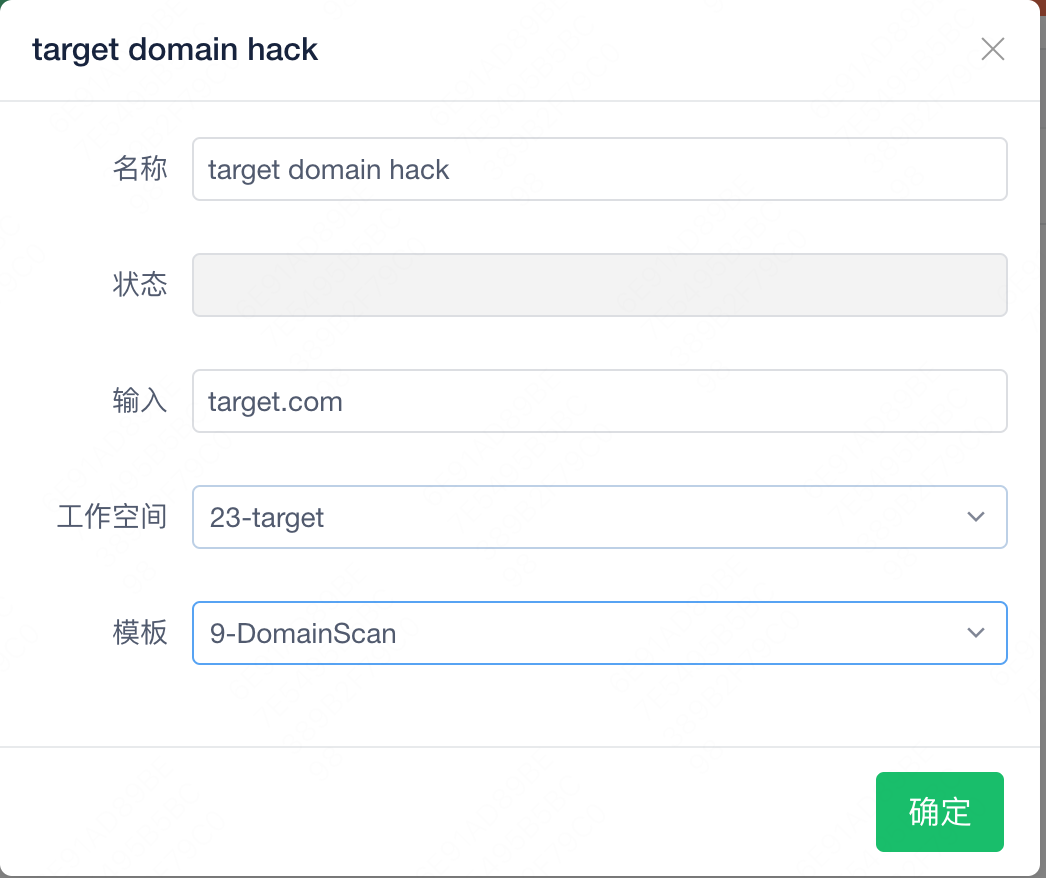 target domain hack
名称 target domain hack
状态
输入 target.com
工作空间 23-target
模板 9-DomainScan
确定